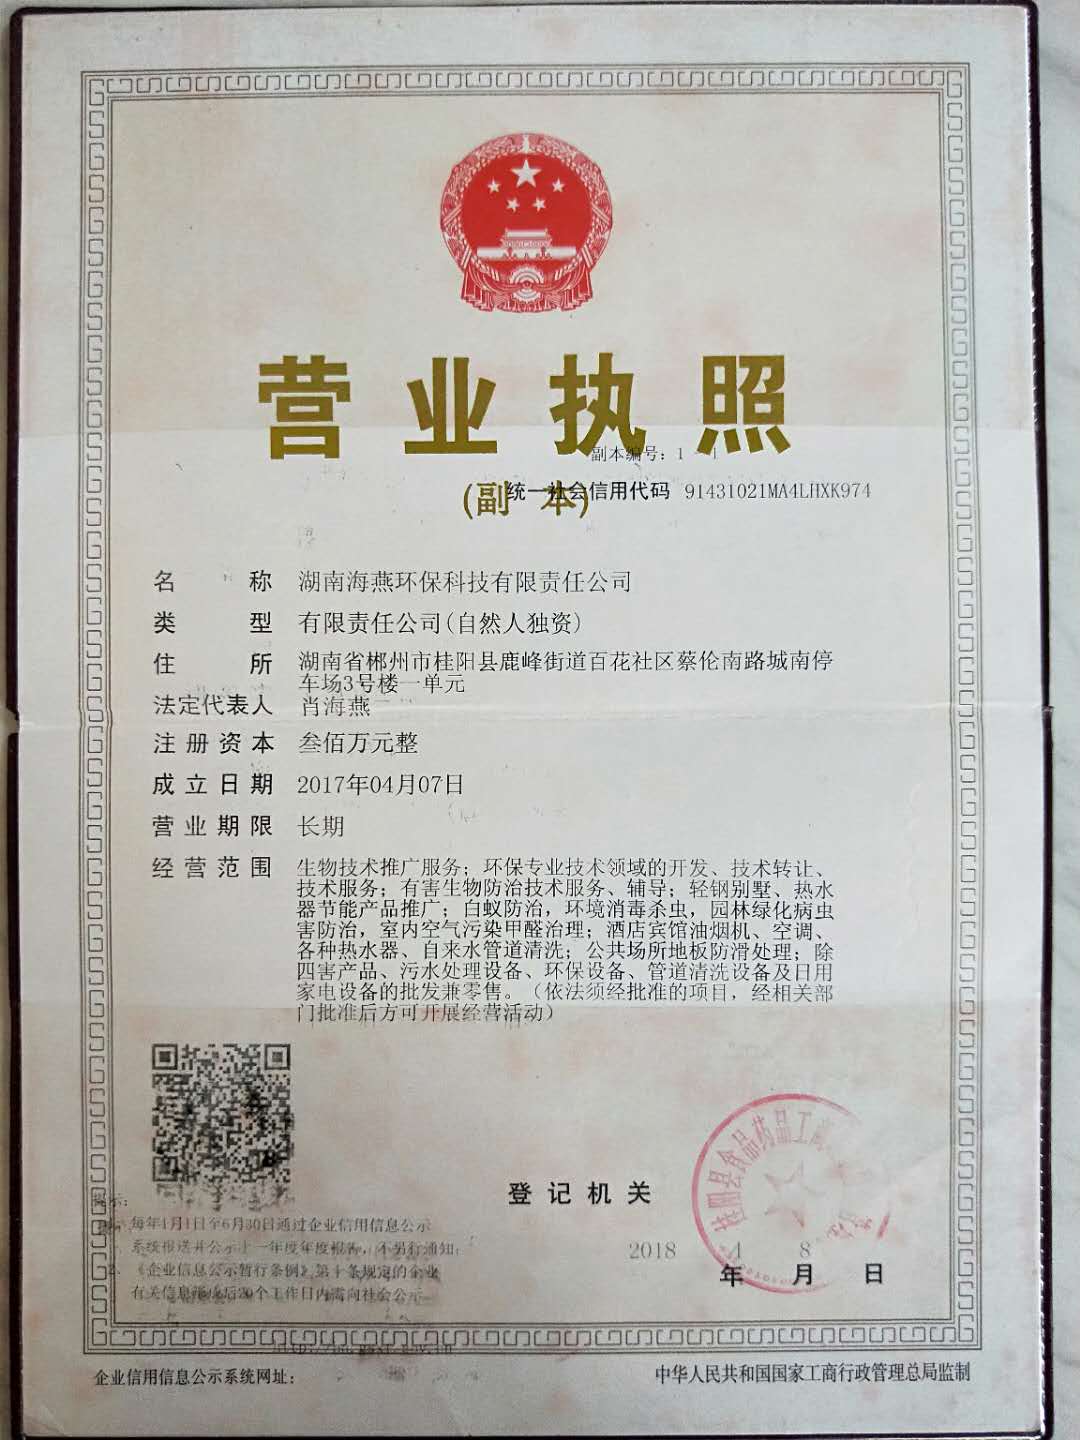 营业执照
副本编号：1 - 1
(副 本)
统一社会信用代码 91431021MA4LHXK974
名称 湖南海燕环保科技有限责任公司
类型 有限责任公司(自然人独资)
住所 湖南省郴州市桂阳县鹿峰街道百花社区蔡伦南路城南停
车场3号楼一单元
法定代表人 肖海燕
注册资本 叁佰万元整
成立日期 2017年04月07日
营业期限 长期
经营范围 生物技术推广服务；环保专业技术领域的开发、技术转让、
技术服务；有害生物防治技术服务、辅导；轻钢别墅、热水
器节能产品推广；白蚁防治，环境消毒杀虫，园林绿化病虫
害防治，室内空气污染甲醛治理；酒店宾馆油烟机、空调、
各种热水器、自来水管道清洗；公共场所地板防滑处理；除
四害产品、污水处理设备、环保设备、管道清洗设备及日用
家电设备的批发兼零售。（依法须经批准的项目，经相关部
门批准后方可开展经营活动）
桂阳县食品药品工商
登记机关
2018年 月8日
提示：
每年1月1日至6月30日通过企业信用信息公示
系统报送并公示上一年度年度报告，不另行通知；
《企业信息公示暂行条例》第十条规定的企业
有关信息形成后20个工作日内需向社会公示
企业信用信息公示系统网址：
中华人民共和国国家工商行政管理总局监制